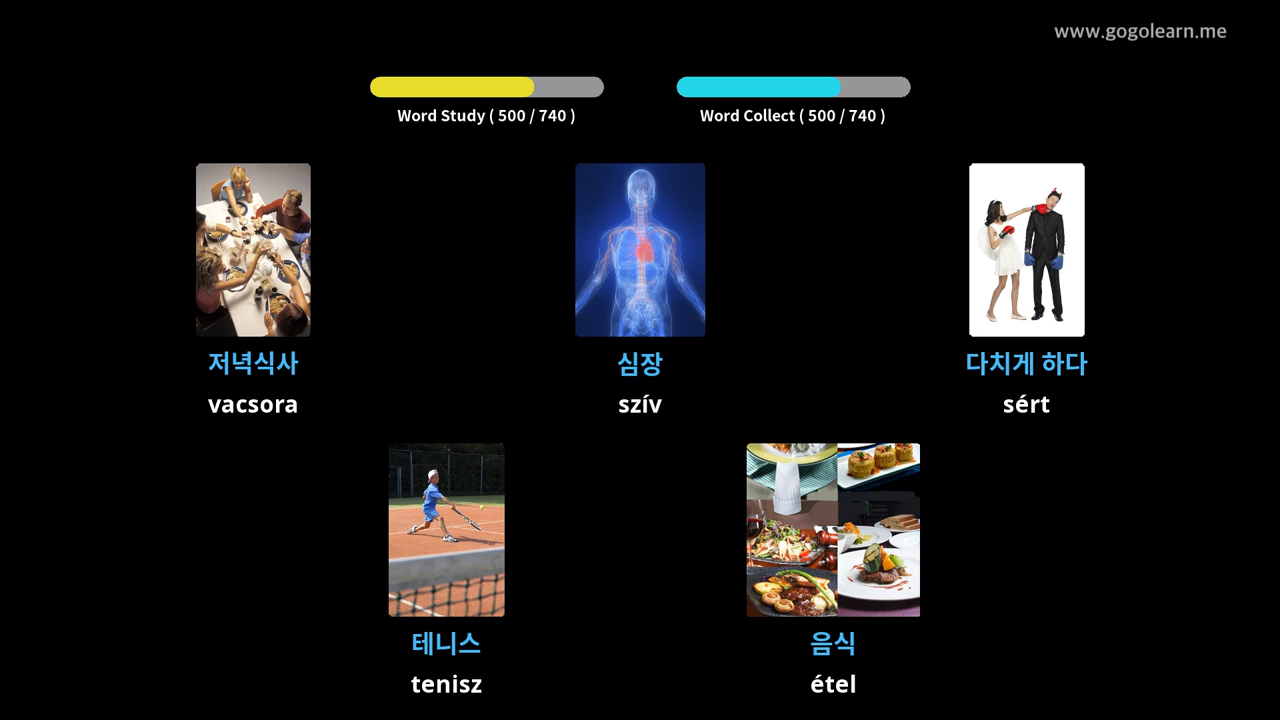 www.gogolearn.me
Word Study ( 500 / 740 )
Word Collect ( 500 / 740 )
저녁식사
심장
다치게 하다
vacsora
szív
sért
테니스
음식
tenisz
étel